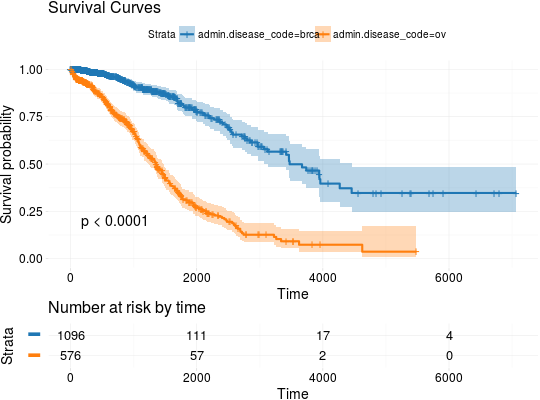 Survival Curves
Strata admin.disease_code=brca admin.disease_code=ov
Survival probability
1.00
0.75
0.50
0.25
0.00
p < 0.0001
0 2000 4000 6000
Time
Number at risk by time
Strata
1096 111 17 4
576 57 2 0
0 2000 4000 6000
Time